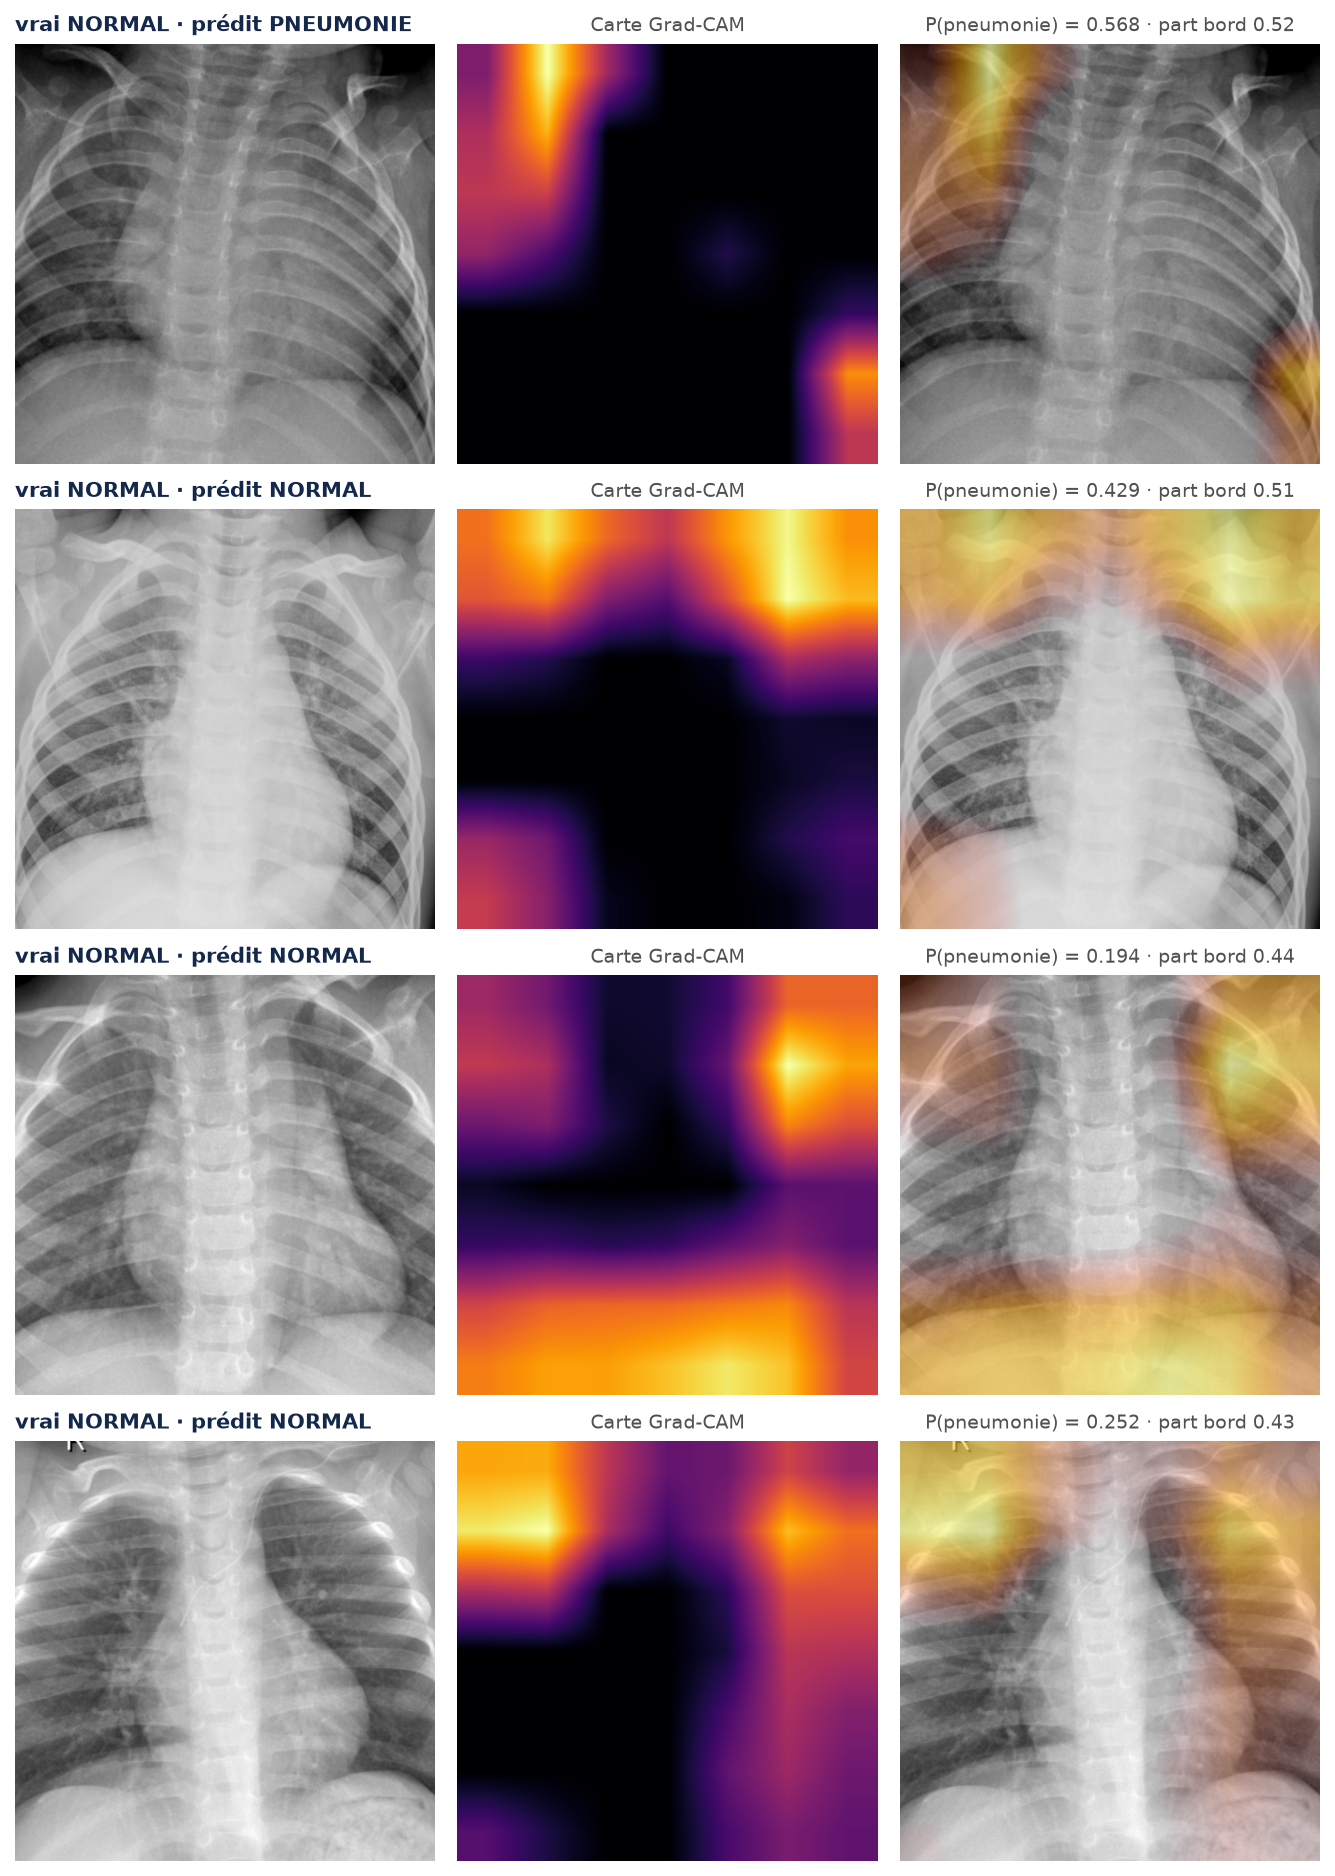 vrai NORMAL · prédit PNEUMONIE
Carte Grad-CAM
P(pneumonie) = 0.568 · part bord 0.52
vrai NORMAL · prédit NORMAL
Carte Grad-CAM
P(pneumonie) = 0.429 · part bord 0.51
vrai NORMAL · prédit NORMAL
Carte Grad-CAM
P(pneumonie) = 0.194 · part bord 0.44
vrai NORMAL · prédit NORMAL
Carte Grad-CAM
P(pneumonie) = 0.252 · part bord 0.43
R
R